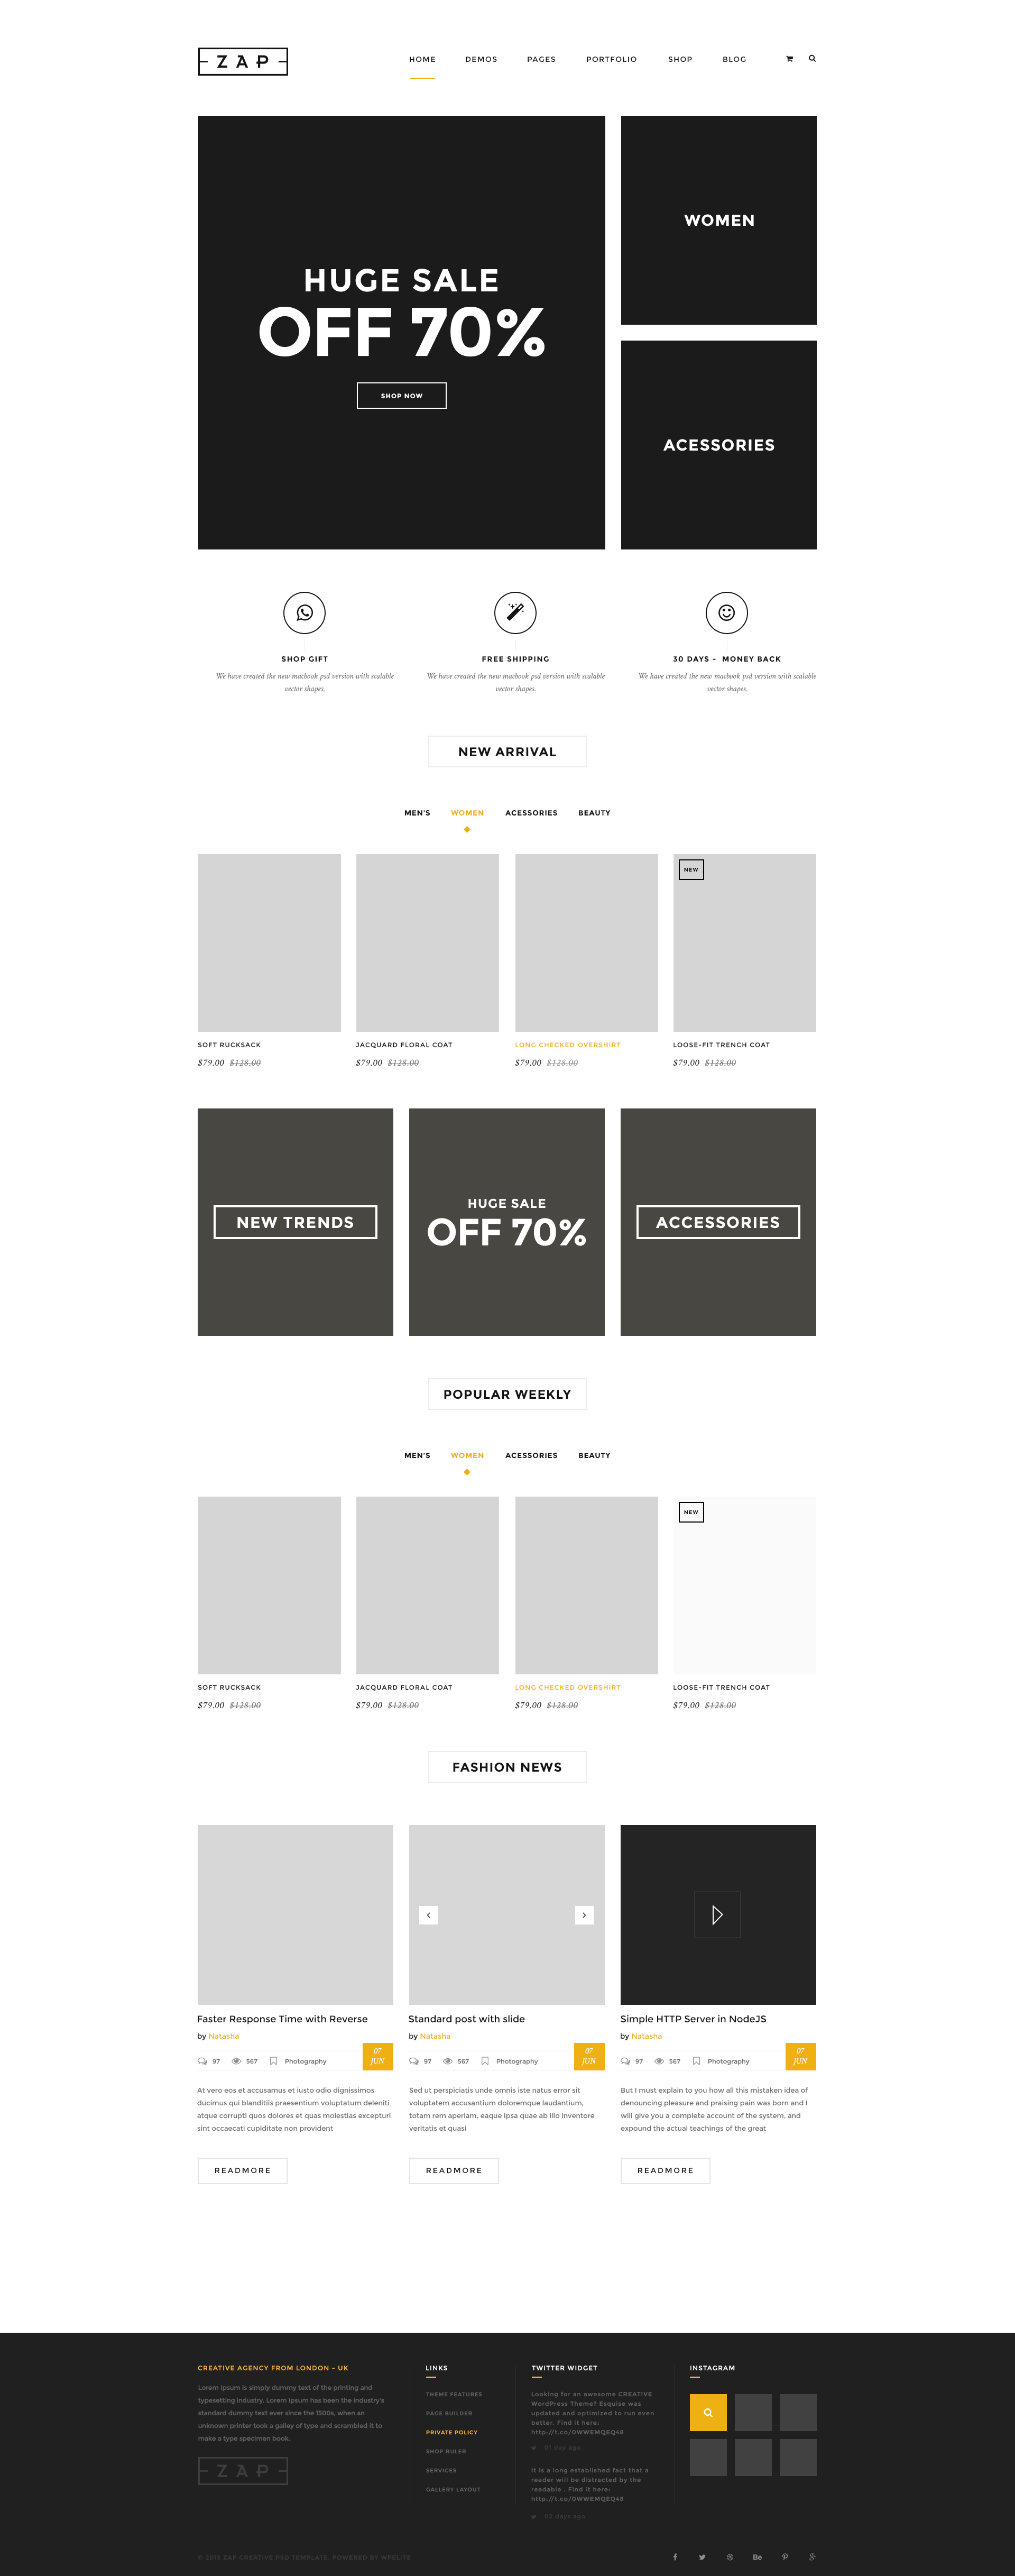 ZAP
HOME DEMOS PAGES PORTFOLIO SHOP BLOG
HUGE SALE
OFF 70%
SHOP NOW
WOMEN
ACESSORIES
SHOP GIFT
We have created the new macbook psd version with scalable
vector shapes.
FREE SHIPPING
We have created the new macbook psd version with scalable
vector shapes.
30 DAYS - MONEY BACK
We have created the new macbook psd version with scalable
vector shapes.
NEW ARRIVAL
MEN'S WOMEN ACESSORIES BEAUTY
NEW
SOFT RUCKSACK
$79.00 $128.00
JACQUARD FLORAL COAT
$79.00 $128.00
LONG CHECKED OVERSHIRT
$79.00 $128.00
LOOSE-FIT TRENCH COAT
$79.00 $128.00
NEW TRENDS
HUGE SALE
OFF 70%
ACCESSORIES
POPULAR WEEKLY
MEN'S WOMEN ACESSORIES BEAUTY
NEW
SOFT RUCKSACK
$79.00 $128.00
JACQUARD FLORAL COAT
$79.00 $128.00
LONG CHECKED OVERSHIRT
$79.00 $128.00
LOOSE-FIT TRENCH COAT
$79.00 $128.00
FASHION NEWS
Faster Response Time with Reverse
by Natasha
97 567 Photography
07
JUN
At vero eos et accusamus et iusto odio dignissimos
ducimus qui blanditiis praesentium voluptatum deleniti
atque corrupti quos dolores et quas molestias excepturi
sint occaecati cupiditate non provident
READMORE
Standard post with slide
by Natasha
97 567 Photography
07
JUN
Sed ut perspiciatis unde omnis iste natus error sit
voluptatem accusantium doloremque laudantium,
totam rem aperiam, eaque ipsa quae ab illo inventore
veritatis et quasi
READMORE
Simple HTTP Server in NodeJS
by Natasha
97 567 Photography
07
JUN
But I must explain to you how all this mistaken idea of
denouncing pleasure and praising pain was born and I
will give you a complete account of the system, and
expound the actual teachings of the great
READMORE
CREATIVE AGENCY FROM LONDON - UK
Lorem Ipsum is simply dummy text of the printing and
typesetting industry. Lorem Ipsum has been the industry's
standard dummy text ever since the 1500s, when an
unknown printer took a galley of type and scrambled it to
make a type specimen book.
ZAP
LINKS
THEME FEATURES
PAGE BUILDER
PRIVATE POLICY
SHOP RULER
SERVICES
GALLERY LAYOUT
TWITTER WIDGET
Looking for an awesome CREATIVE
WordPress Theme? Esquise was
updated and optimized to run even
better. Find it here:
http://t.co/0WWEMQEQ48
01 day ago
It is a long established fact that a
reader will be distracted by the
readable . Find it here:
http://t.co/0WWEMQEQ48
03 days ago
INSTAGRAM
© 2015 ZAP CREATIVE PSD TEMPLATE. POWERED BY WPELITE
Bē